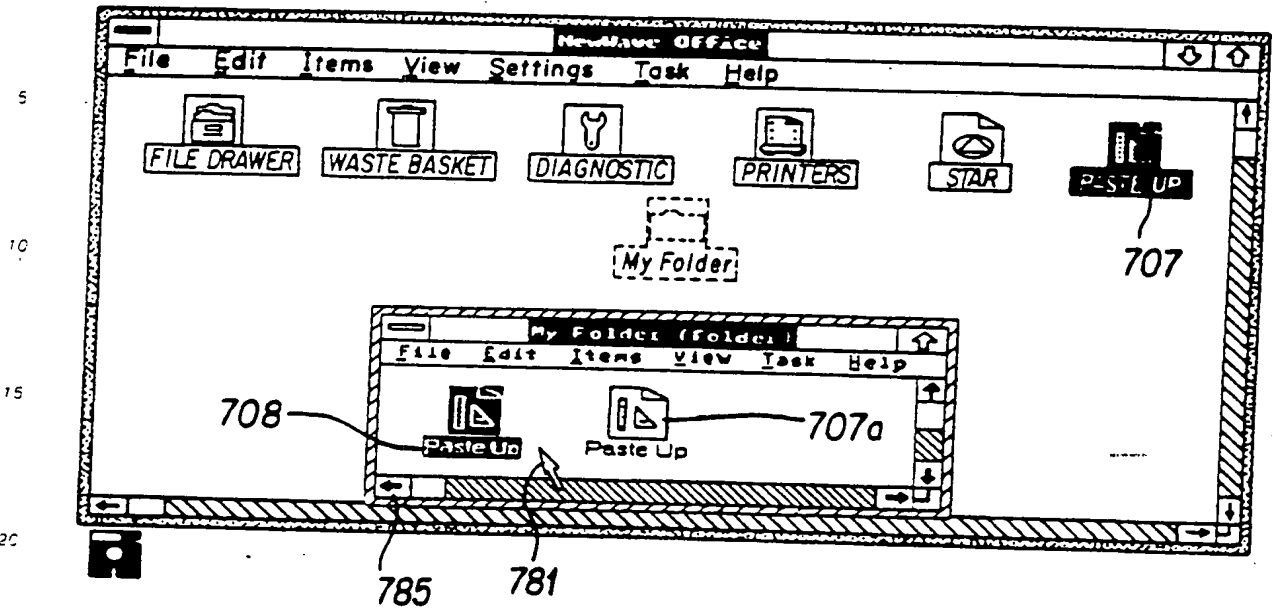 NewWave Office
File Edit Items View Settings Task Help
5
FILE DRAWER WASTE BASKET DIAGNOSTIC PRINTERS STAR PASTE UP
10
My Folder
707
My Folder (Folder)
File Edit Items View Task Help
15
708 707a
Paste Up Paste Up
20
785 781